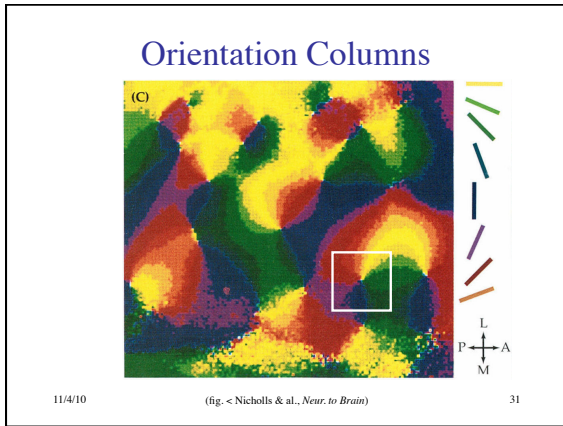 Orientation Columns
(C)
L
P A
M
11/4/10 (fig. < Nicholls & al., Neur. to Brain) 31